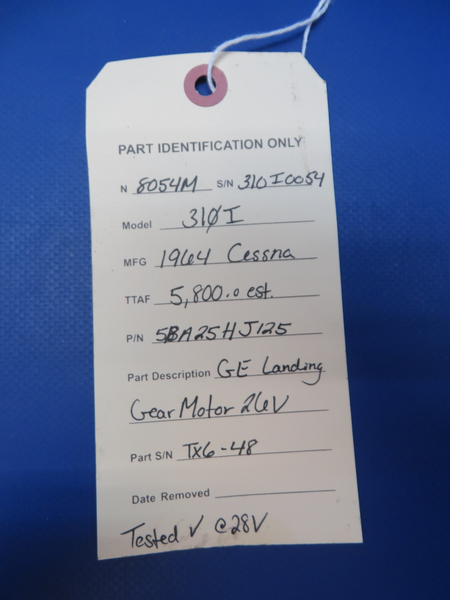 PART IDENTIFICATION ONLY
N 8054M S/N 310I0054
Model 310I
MFG 1964 Cessna
TTAF 5,800.0 est.
P/N 5BA25HJ125
Part Description GE Landing
Gear Motor 26V
Part S/N TX6-48
Date Removed
Tested √ @28V